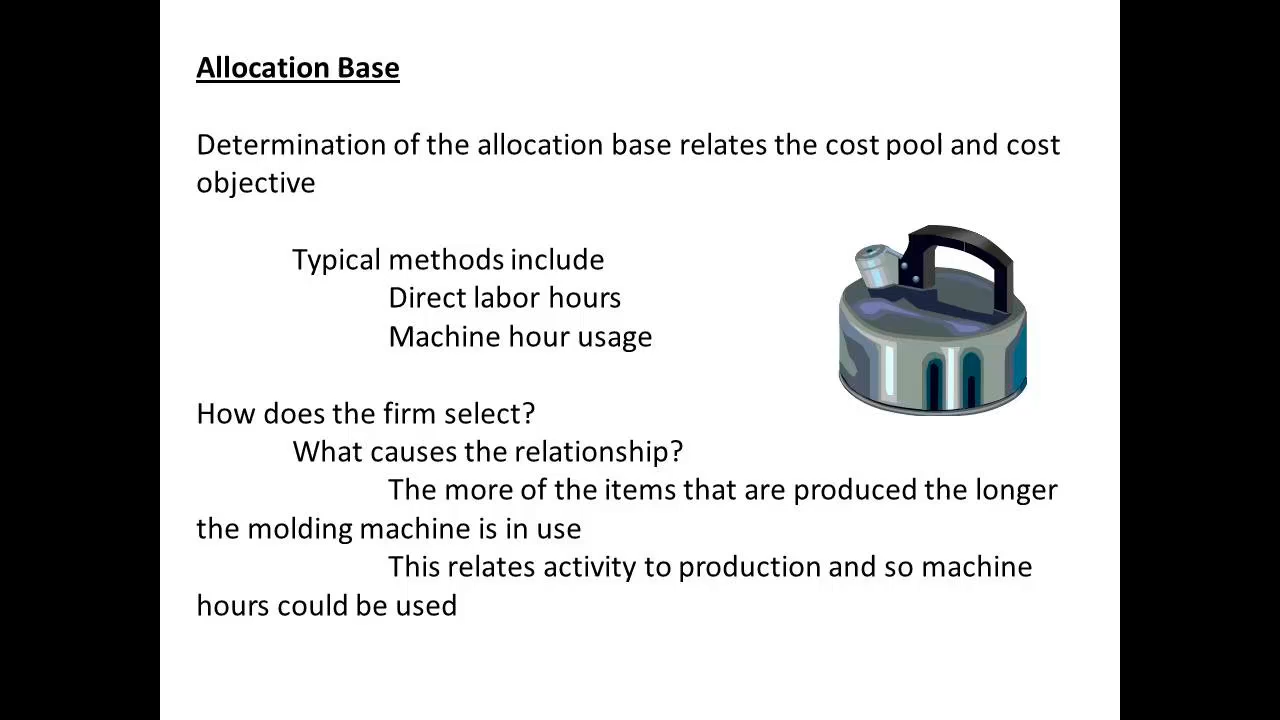 Allocation Base
Determination of the allocation base relates the cost pool and cost
objective
Typical methods include
Direct labor hours
Machine hour usage
How does the firm select?
What causes the relationship?
The more of the items that are produced the longer
the molding machine is in use
This relates activity to production and so machine
hours could be used